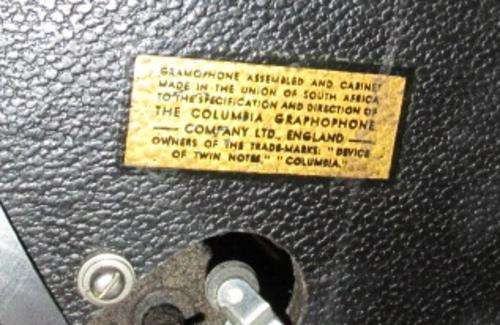 GRAMOPHONE ASSEMBLED AND CABINET
MADE IN THE UNION OF SOUTH AFRICA
TO THE SPECIFICATION AND DIRECTION OF
THE COLUMBIA GRAPHOPHONE
— COMPANY LTD., ENGLAND —
OWNERS OF THE TRADE-MARKS: "DEVICE
OF TWIN NOTES." "COLUMBIA."